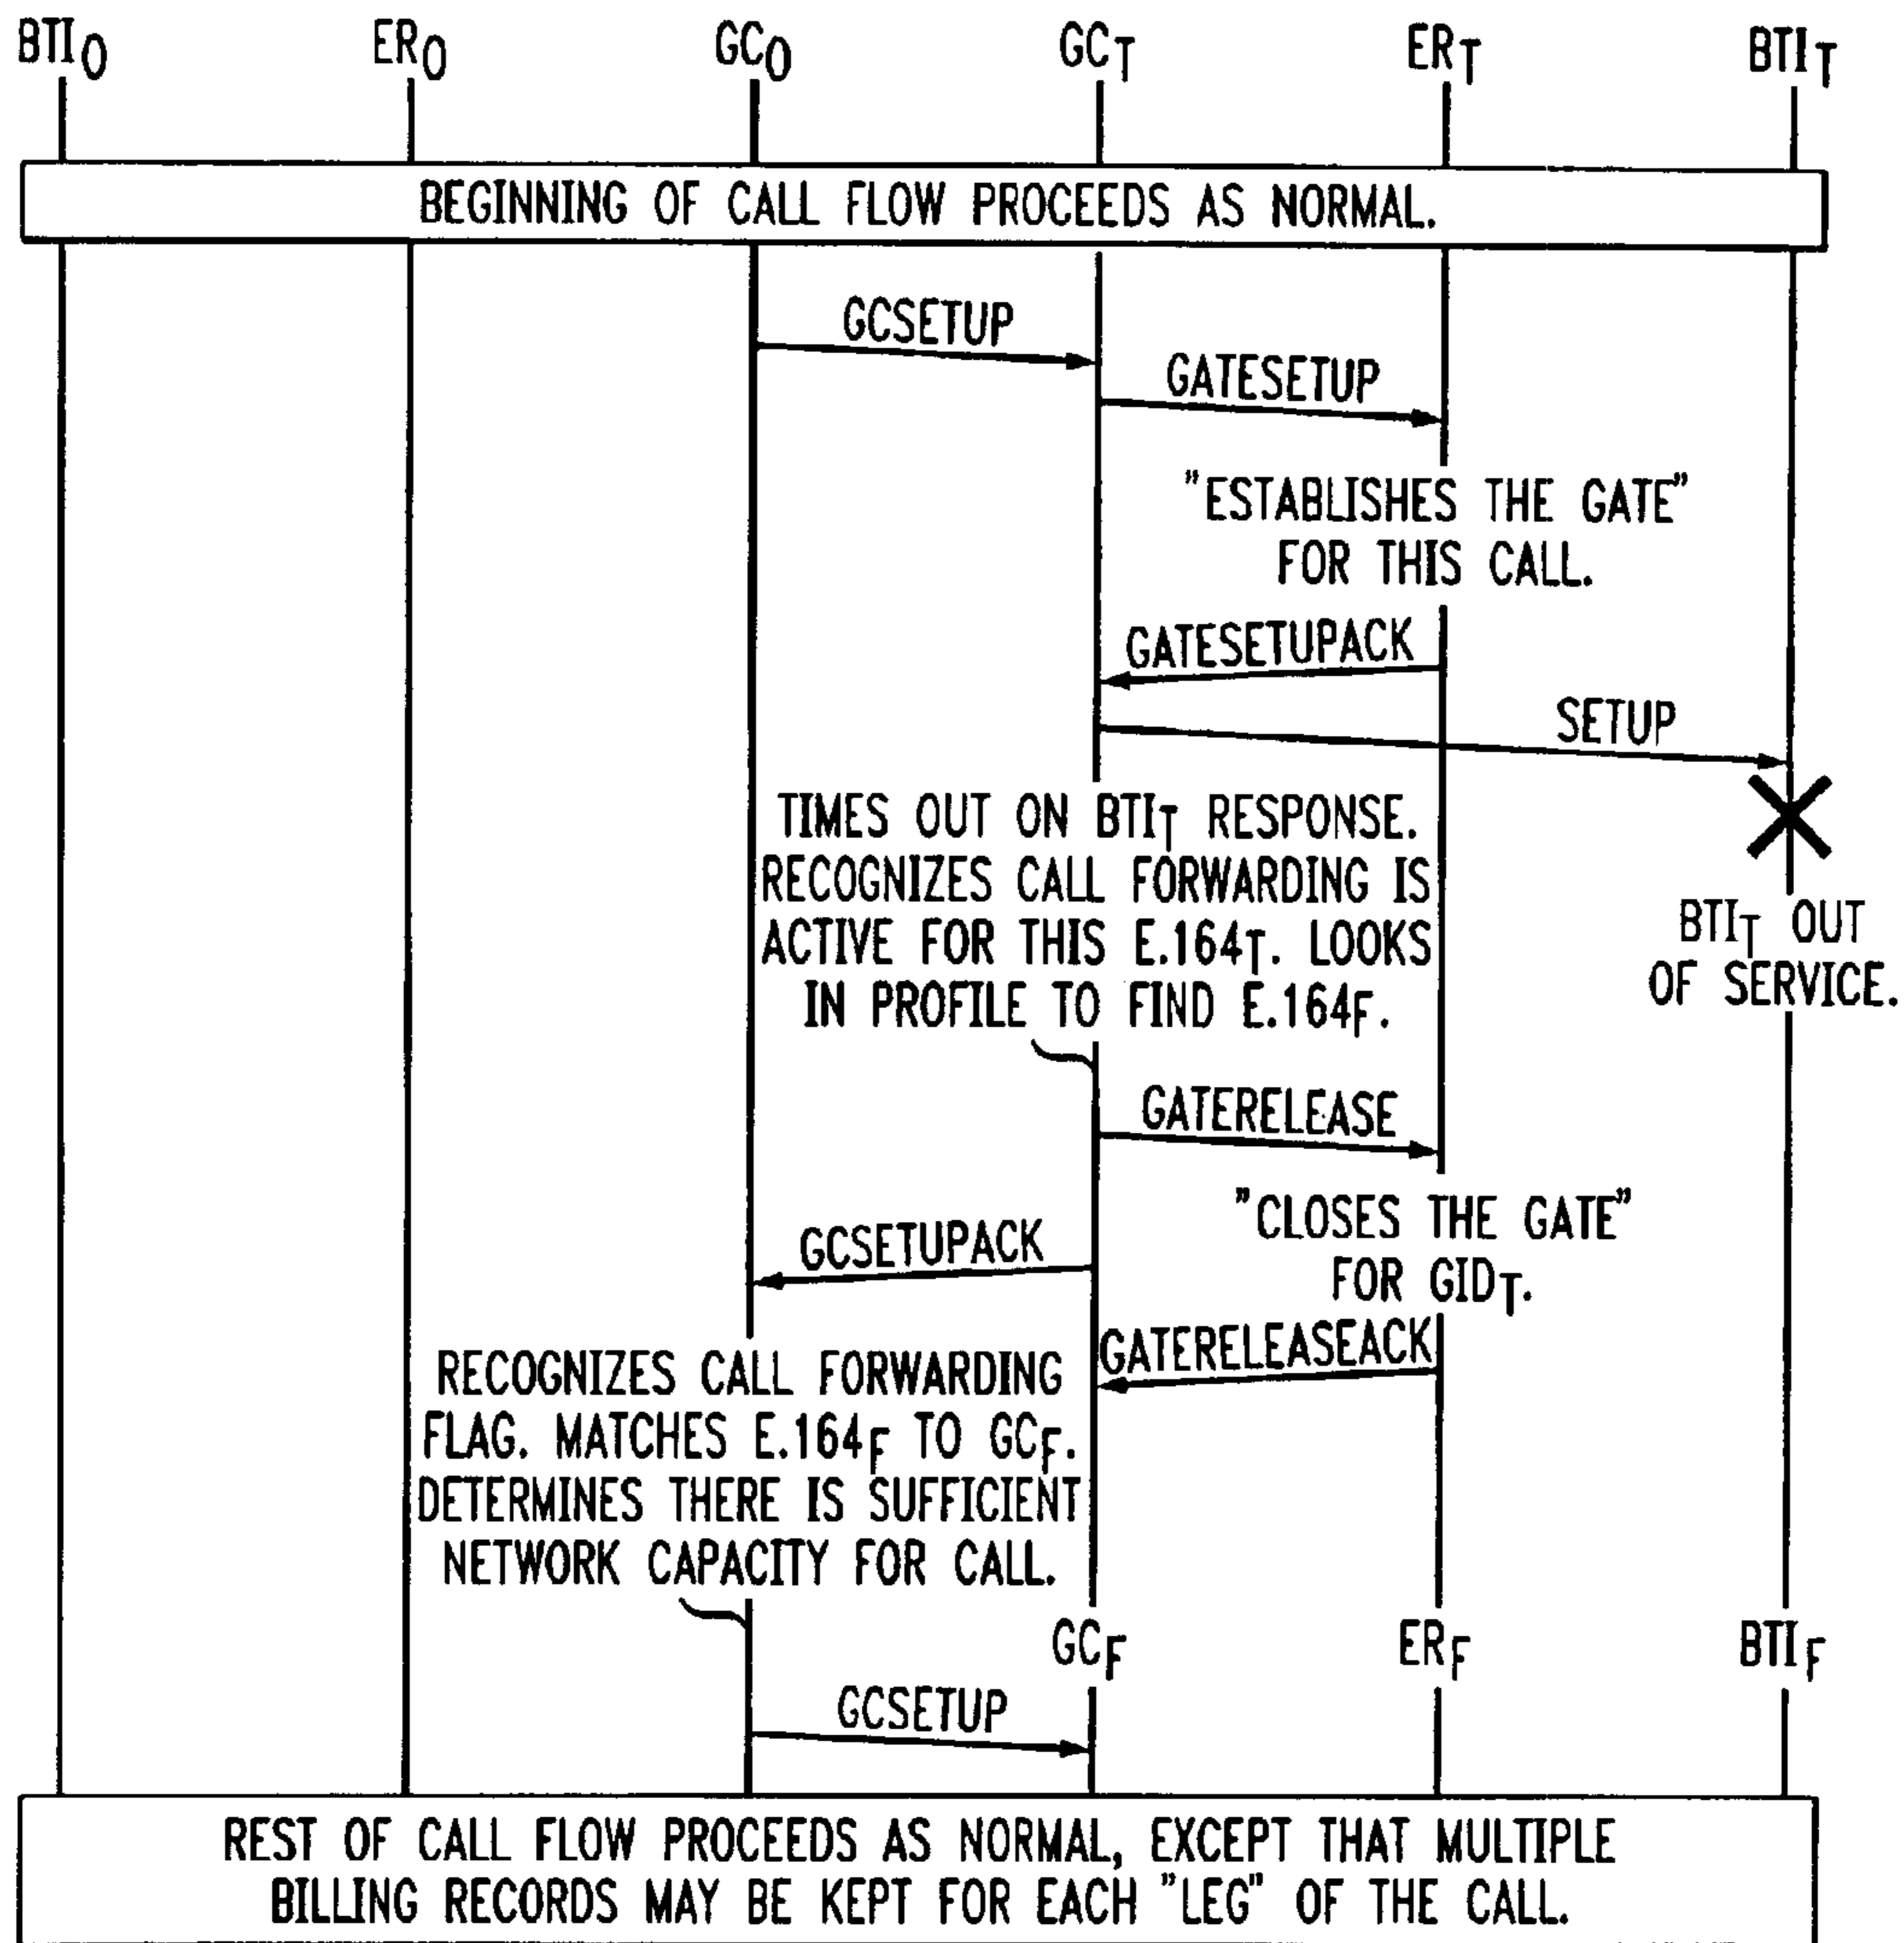 BTIO ERO GCO GCT ERT BTIT
BEGINNING OF CALL FLOW PROCEEDS AS NORMAL.
GCSETUP
GATESETUP
"ESTABLISHES THE GATE"
FOR THIS CALL.
GATESETUPACK
SETUP
TIMES OUT ON BTIT RESPONSE.
RECOGNIZES CALL FORWARDING IS
ACTIVE FOR THIS E.164T. LOOKS
IN PROFILE TO FIND E.164F.
BTIT OUT
OF SERVICE.
GATERELEASE
"CLOSES THE GATE"
FOR GIDT.
GCSETUPACK
GATERELEASEACK
RECOGNIZES CALL FORWARDING
FLAG. MATCHES E.164F TO GCF.
DETERMINES THERE IS SUFFICIENT
NETWORK CAPACITY FOR CALL.
GCF ERF BTIF
GCSETUP
REST OF CALL FLOW PROCEEDS AS NORMAL, EXCEPT THAT MULTIPLE
BILLING RECORDS MAY BE KEPT FOR EACH "LEG" OF THE CALL.